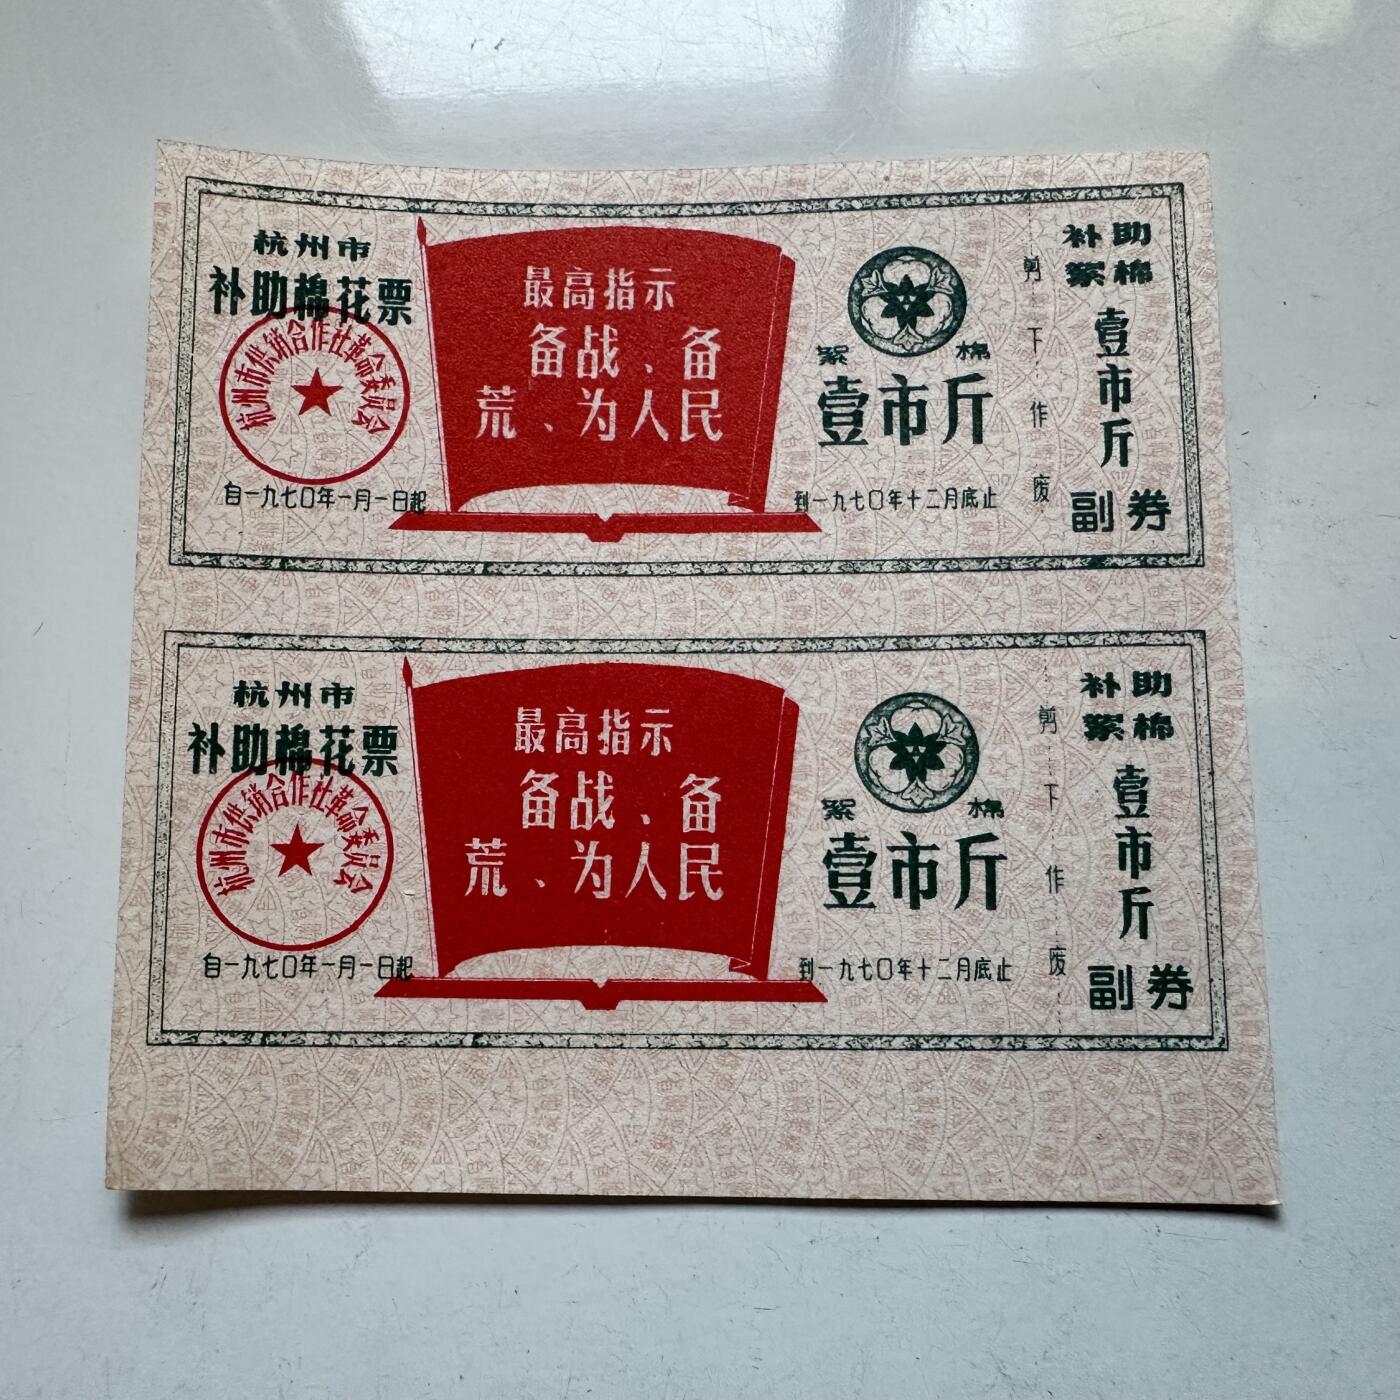 杭州市
补助棉花票
杭州市供销合作社革命委员会
自一九七〇年一月一日起
最高指示
备战、备
荒、为人民
絮 棉
壹市斤
到一九七〇年十二月底止
剪下作废
补助
絮棉
壹市斤
副券
杭州市
补助棉花票
杭州市供销合作社革命委员会
自一九七〇年一月一日起
最高指示
备战、备
荒、为人民
絮 棉
壹市斤
到一九七〇年十二月底止
剪下作废
补助
絮棉
壹市斤
副券